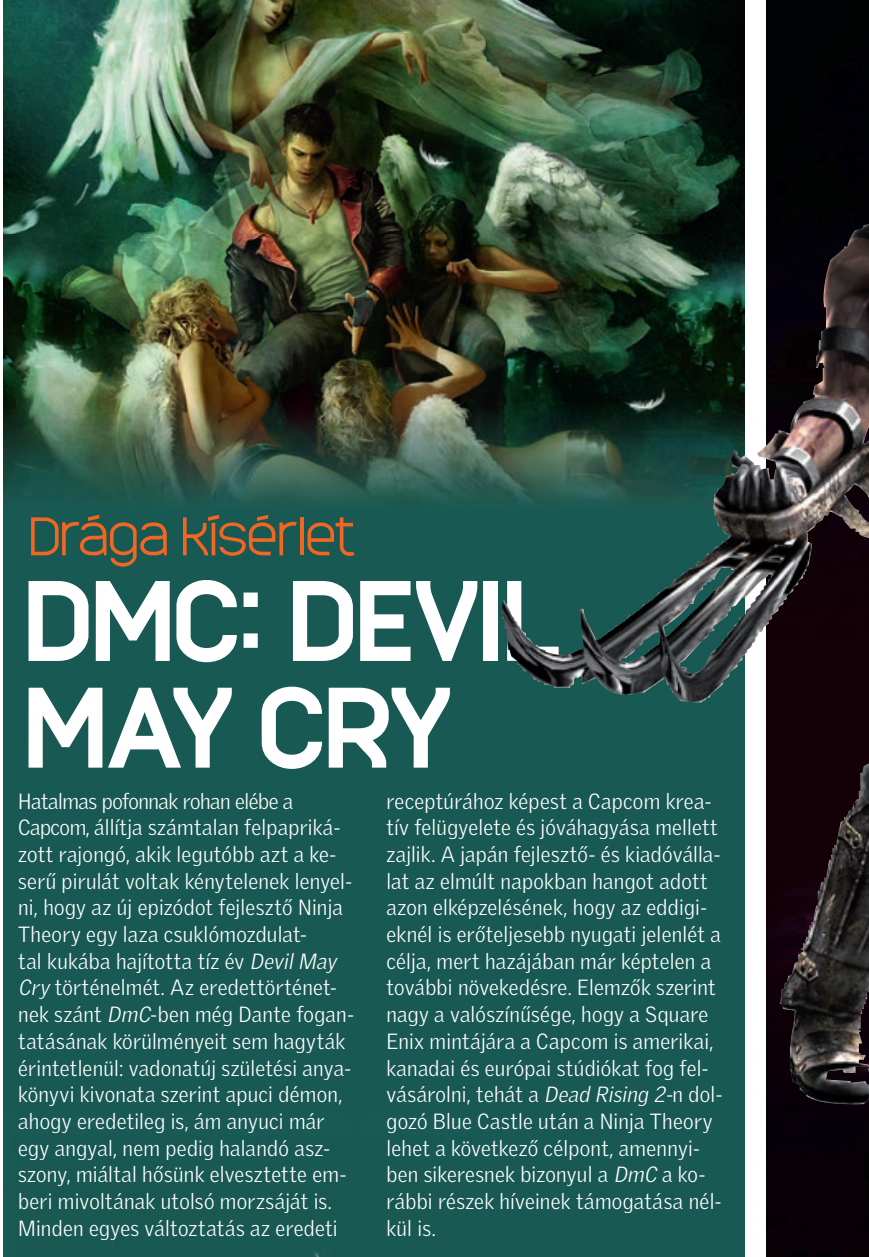 Drága kísérlet
DMC: DEVIL
MAY CRY
Hatalmas pofonnak rohan elébe a
Capcom, állítja számtalan felpapriká-
zott rajongó, akik legutóbb azt a ke-
serű pirulát voltak kénytelenek lenyel-
ni, hogy az új epizódot fejlesztő Ninja
Theory egy laza csuklómozdulat-
tal kukába hajította tíz év Devil May
Cry történelmét. Az eredettörténet-
nek szánt DmC-ben még Dante fogan-
tatásának körülményeit sem hagyták
érintetlenül: vadonatúj születési anya-
könyvi kivonata szerint apuci démon,
ahogy eredetileg is, ám anyuci már
egy angyal, nem pedig halandó asz-
szony, miáltal hősünk elvesztette em-
beri mivoltának utolsó morzsáját is.
Minden egyes változtatás az eredeti
receptúrához képest a Capcom krea-
tív felügyelete és jóváhagyása mellett
zajlik. A japán fejlesztő- és kiadóválla-
lat az elmúlt napokban hangot adott
azon elképzelésének, hogy az eddigi-
eknél is erőteljesebb nyugati jelenlét a
célja, mert hazájában már képtelen a
további növekedésre. Elemzők szerint
nagy a valószínűsége, hogy a Square
Enix mintájára a Capcom is amerikai,
kanadai és európai stúdiókat fog fel-
vásárolni, tehát a Dead Rising 2-n dol-
gozó Blue Castle után a Ninja Theory
lehet a következő célpont, amennyi-
ben sikeresnek bizonyul a DmC a ko-
rábbi részek híveinek támogatása nél-
kül is.